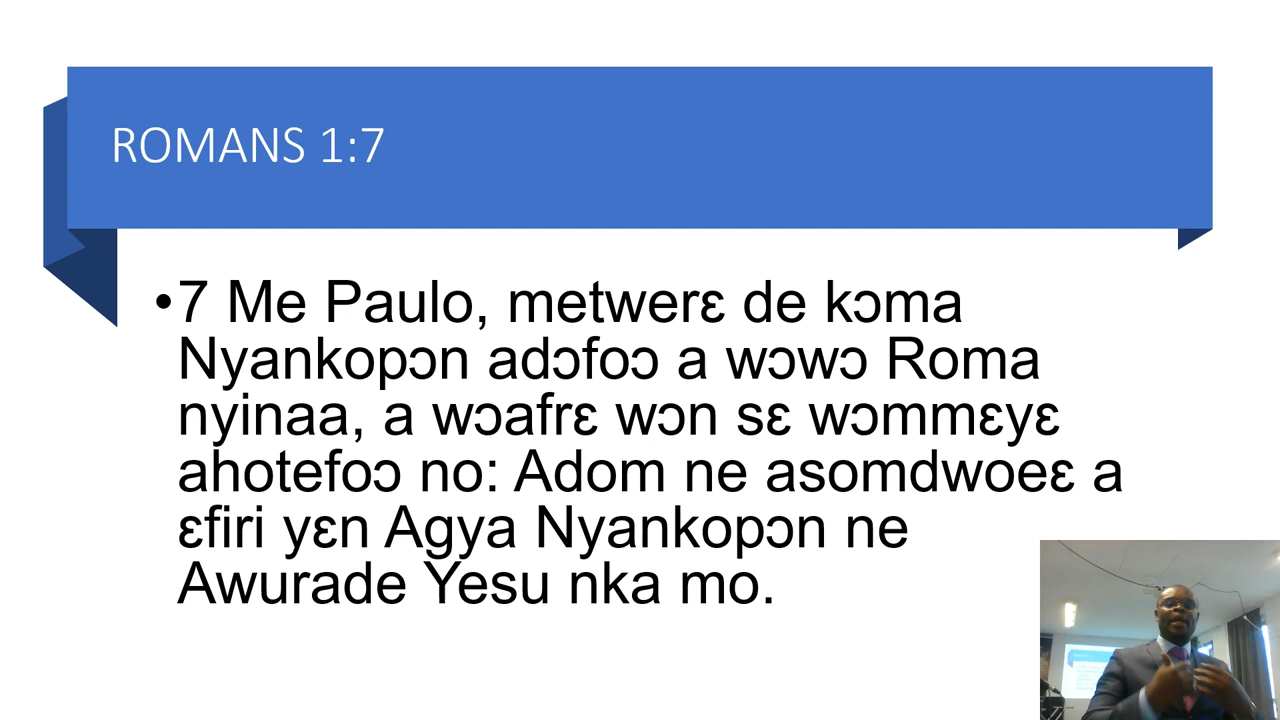 ROMANS 1:7
•7 Me Paulo, metwerɛ de kɔma
Nyankopɔn adɔfoɔ a wɔwɔ Roma
nyinaa, a wɔafrɛ wɔn sɛ wɔmmɛyɛ
ahotefoɔ no: Adom ne asomdwoeɛ a
ɛfiri yɛn Agya Nyankopɔn ne
Awurade Yesu nka mo.